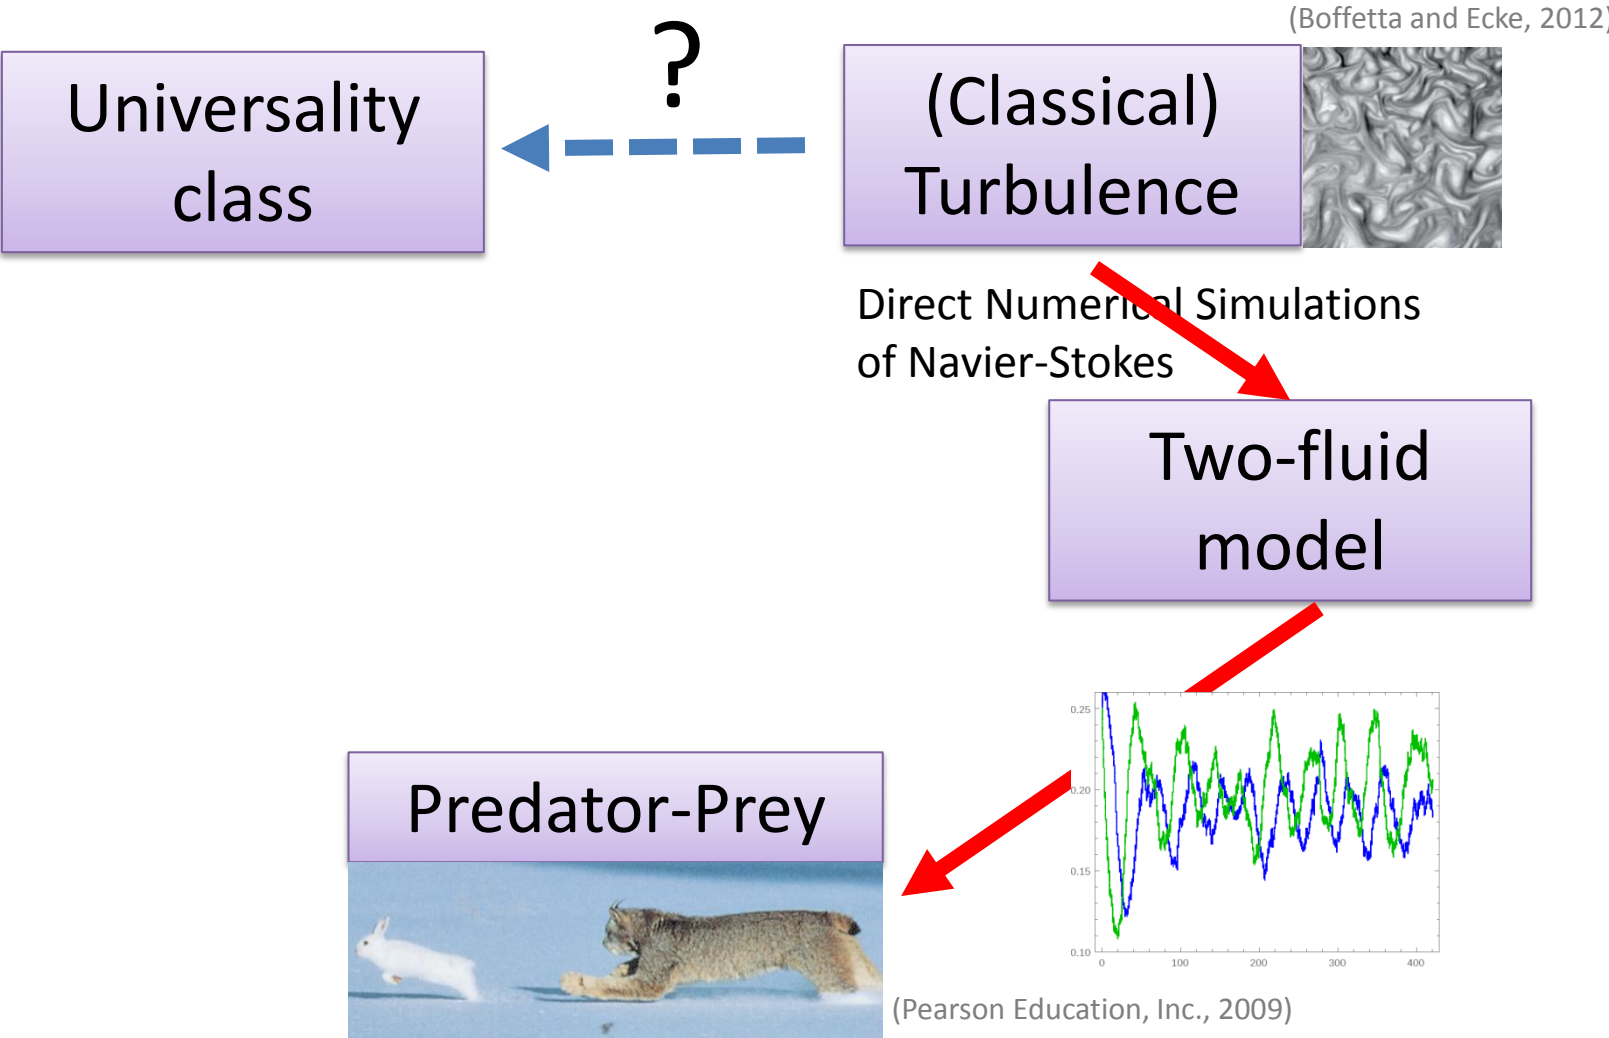 (Boffetta and Ecke, 2012)
?
Universality
class
(Classical)
Turbulence
Direct Numerical Simulations
of Navier-Stokes
Two-fluid
model
0.25
0.20
0.15
0.10
0 100 200 300 400
Predator-Prey
(Pearson Education, Inc., 2009)